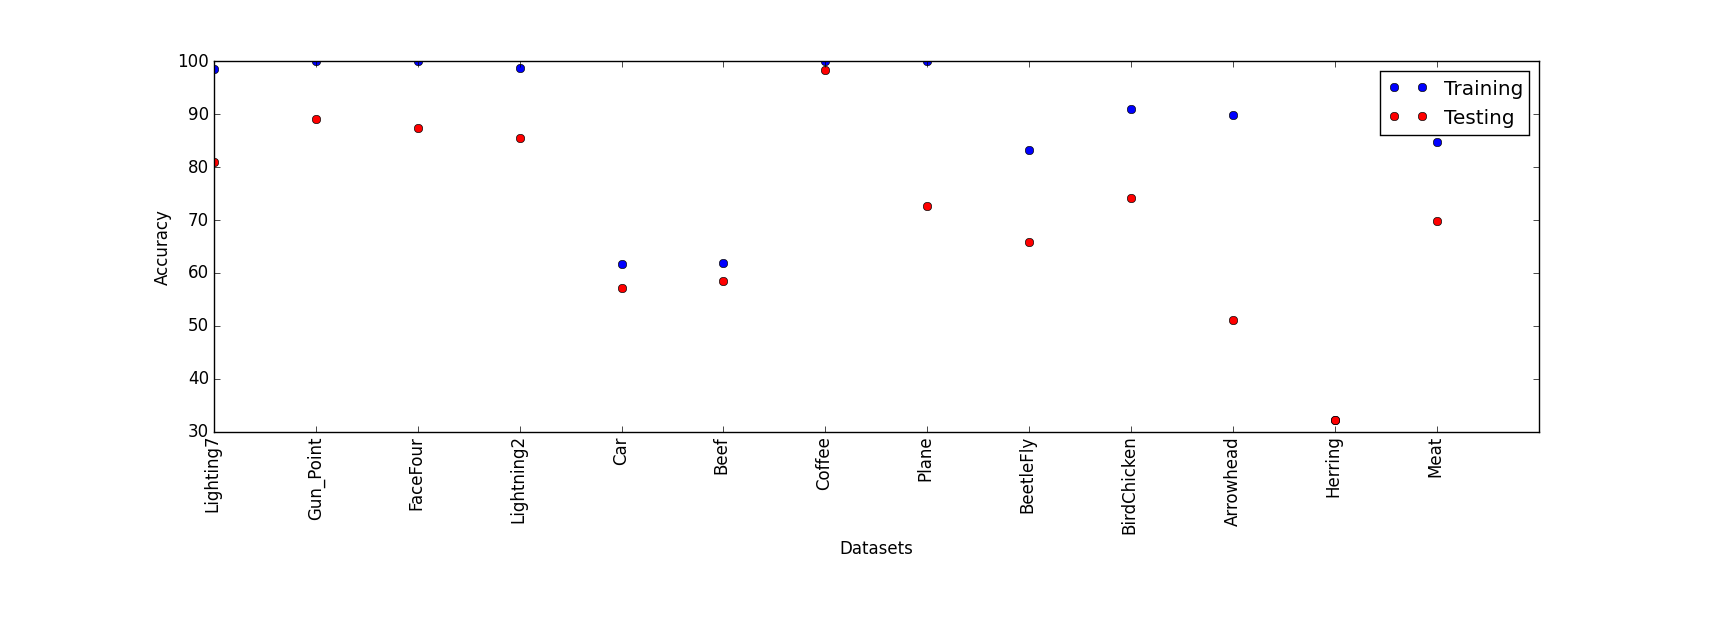 100
90
80
70
60
50
40
30
Accuracy
Training
Testing
Lighting7
Gun_Point
FaceFour
Lightning2
Car
Beef
Coffee
Plane
BeetleFly
BirdChicken
Arrowhead
Herring
Meat
Datasets